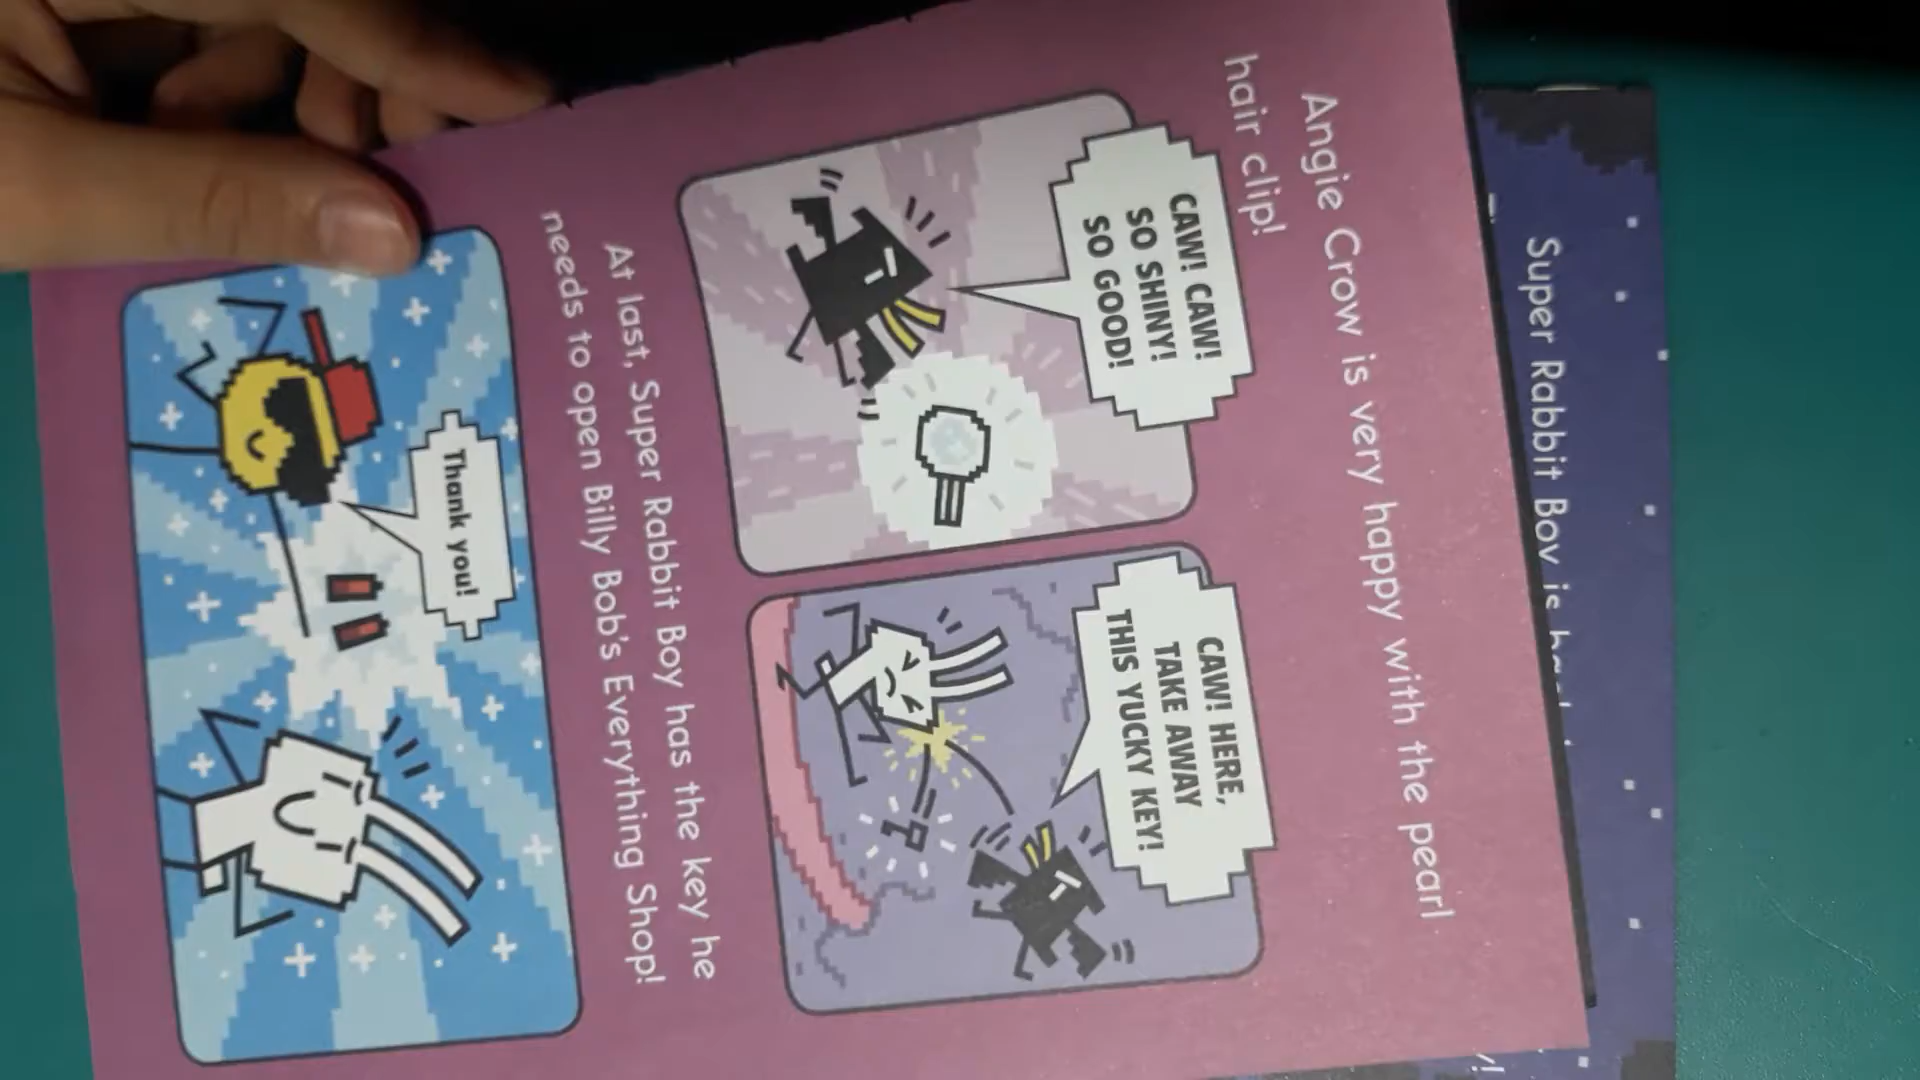 Angie Crow is very happy with the pearl
hair clip!
CAW! CAW!
SO SHINY!
SO GOOD!
CAW! HERE,
TAKE AWAY
THIS YUCKY KEY!
At last, Super Rabbit Boy has the key he
needs to open Billy Bob's Everything Shop!
Thank you!
Super Rabbit Boy is